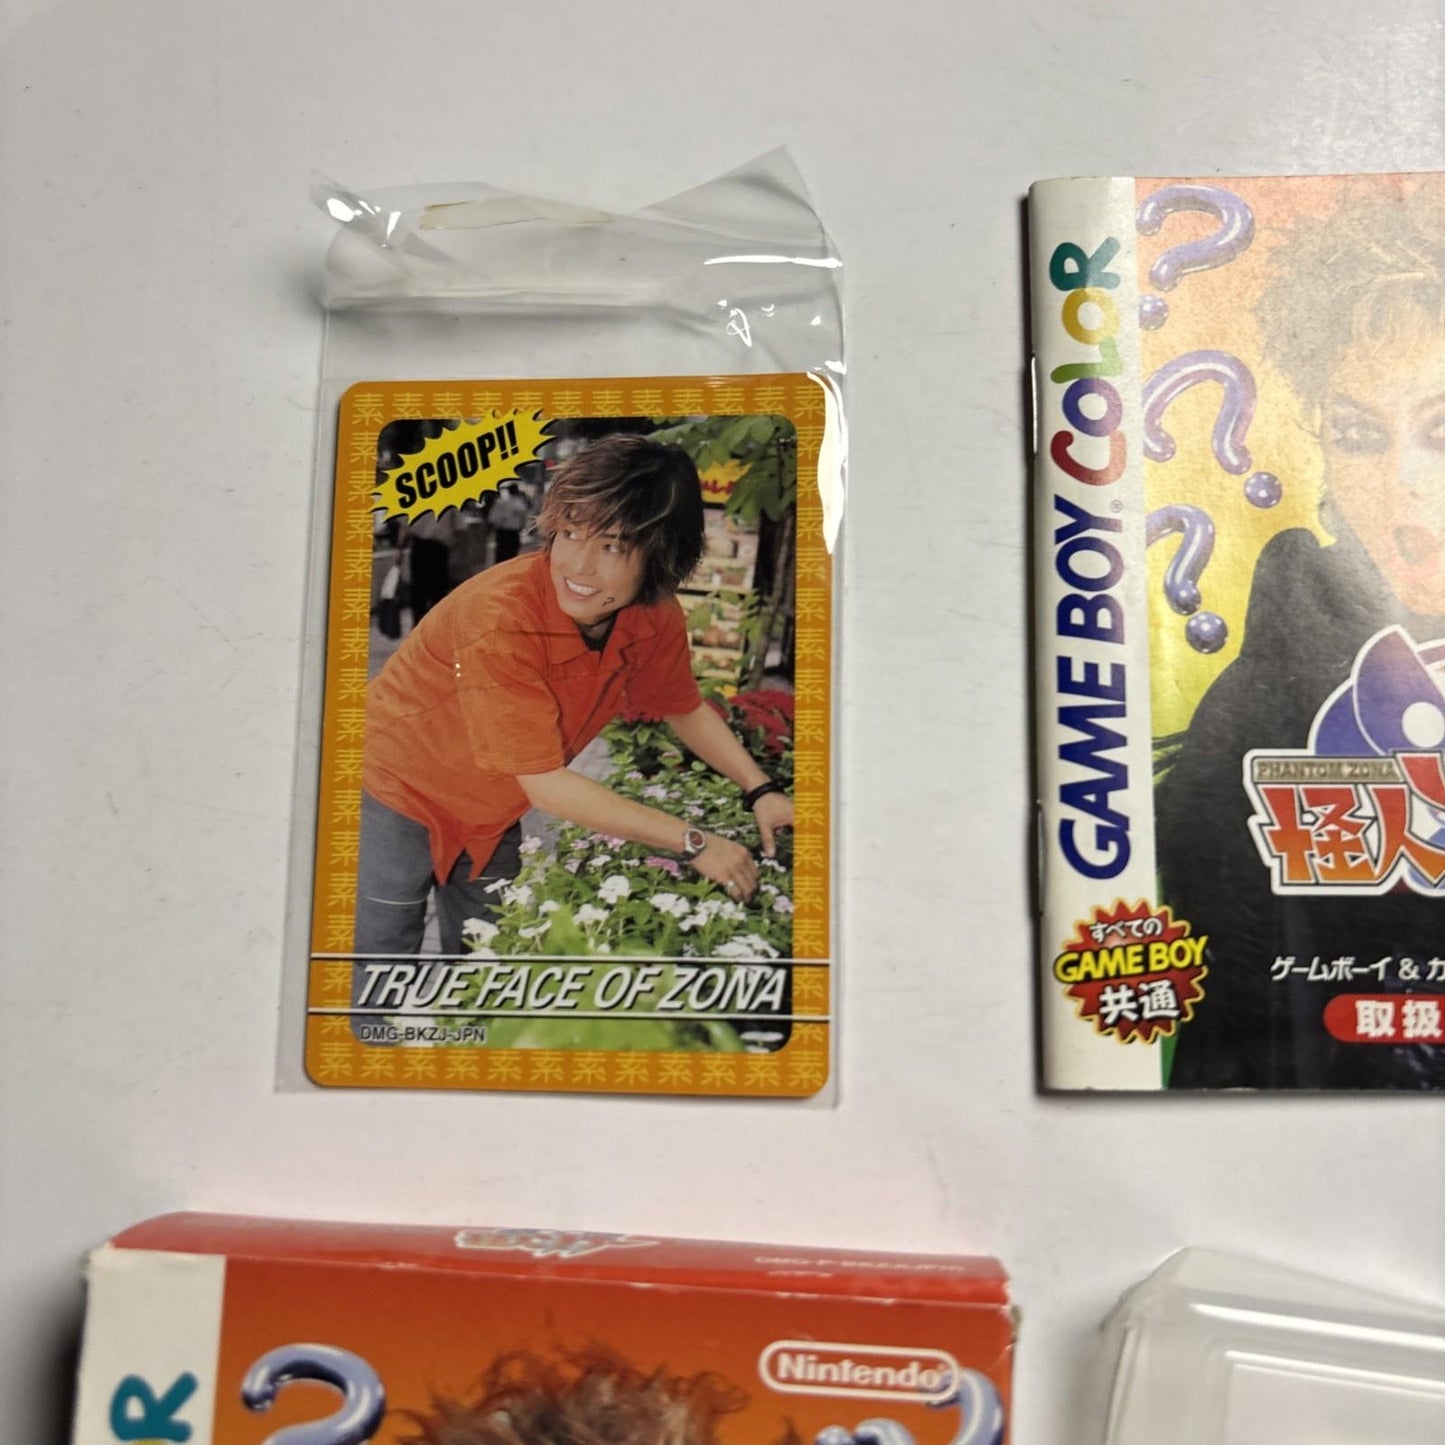 SCOOP!!
TRUE FACE OF ZONA
DMG-BKZJ-JPN
素
GAME BOY COLOR
PHANTOM ZONA
怪人
ゲームボーイ & カ
取扱
すべての
GAME BOY
共通
Nintendo
R